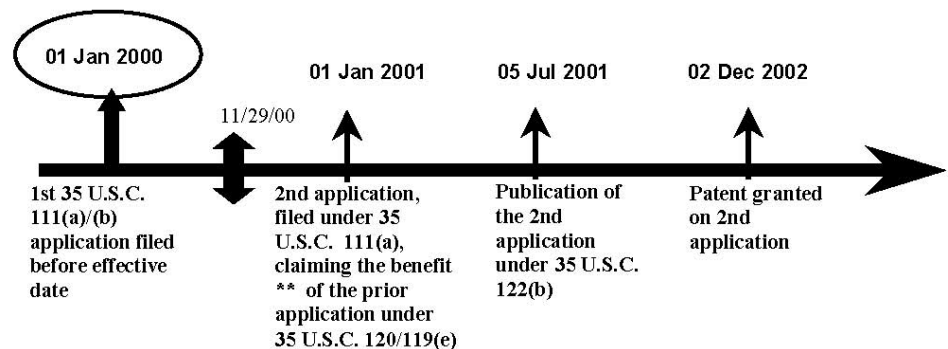 01 Jan 2000
11/29/00
01 Jan 2001
05 Jul 2001
02 Dec 2002
1st 35 U.S.C.
111(a)/(b)
application filed
before effective
date
2nd application,
filed under 35
U.S.C. 111(a),
claiming the benefit
** of the prior
application under
35 U.S.C. 120/119(e)
Publication of
the 2nd
application
under 35 U.S.C.
122(b)
Patent granted
on 2nd
application